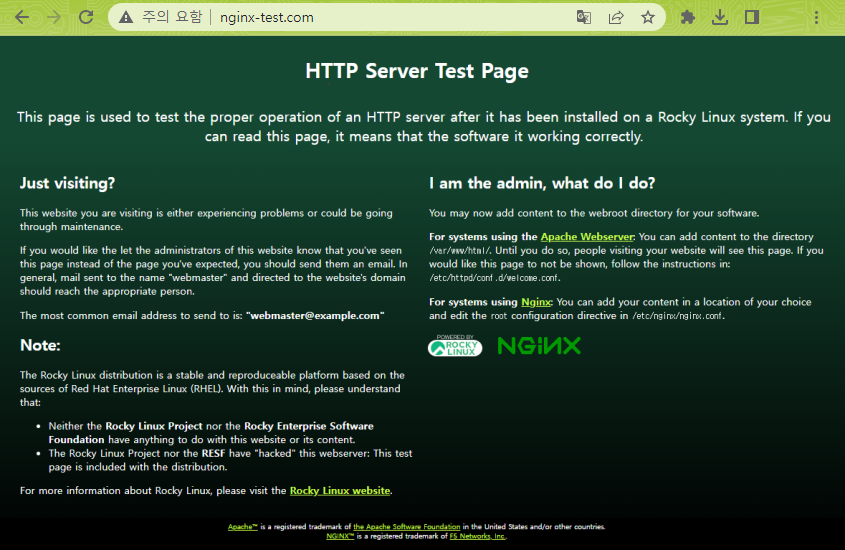 주의 요함 | nginx-test.com
HTTP Server Test Page
This page is used to test the proper operation of an HTTP server after it has been installed on a Rocky Linux system. If you
can read this page, it means that the software it working correctly.
Just visiting?
This website you are visiting is either experiencing problems or could be going
through maintenance.
If you would like the let the administrators of this website know that you've seen
this page instead of the page you've expected, you should send them an email. In
general, mail sent to the name "webmaster" and directed to the website's domain
should reach the appropriate person.
The most common email address to send to is: "webmaster@example.com"
Note:
The Rocky Linux distribution is a stable and reproduceable platform based on the
sources of Red Hat Enterprise Linux (RHEL). With this in mind, please understand
that:
• Neither the Rocky Linux Project nor the Rocky Enterprise Software
Foundation have anything to do with this website or its content.
• The Rocky Linux Project nor the RESF have "hacked" this webserver: This test
page is included with the distribution.
For more information about Rocky Linux, please visit the Rocky Linux website.
I am the admin, what do I do?
You may now add content to the webroot directory for your software.
For systems using the Apache Webserver: You can add content to the directory
/var/www/html/. Until you do so, people visiting your website will see this page. If you
would like this page to not be shown, follow the instructions in:
/etc/httpd/conf.d/welcome.conf.
For systems using Nginx: You can add your content in a location of your choice
and edit the root configuration directive in /etc/nginx/nginx.conf.
POWERED BY
ROCKY
LINUX
NGINX
Apache™ is a registered trademark of the Apache Software Foundation in the United States and/or other countries.
NGINX™ is a registered trademark of F5 Networks, Inc..